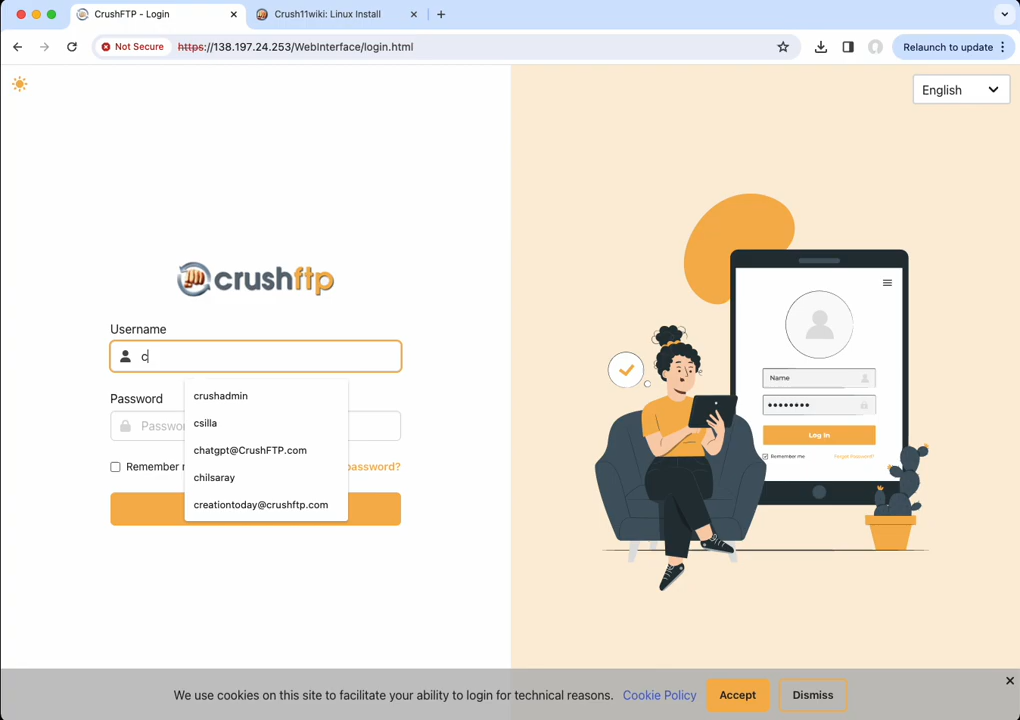 CrushFTP - Login
Crush11wiki: Linux Install
Not Secure
https://138.197.24.253/WebInterface/login.html
Relaunch to update
English
crushftp
Username
c
crushadmin
csilla
chatgpt@CrushFTP.com
chilsaray
creationtoday@crushftp.com
Password
Passwo
Remember
password?
Name
Log In
Remember me
Forgot Password?
We use cookies on this site to facilitate your ability to login for technical reasons. Cookie Policy
Accept
Dismiss